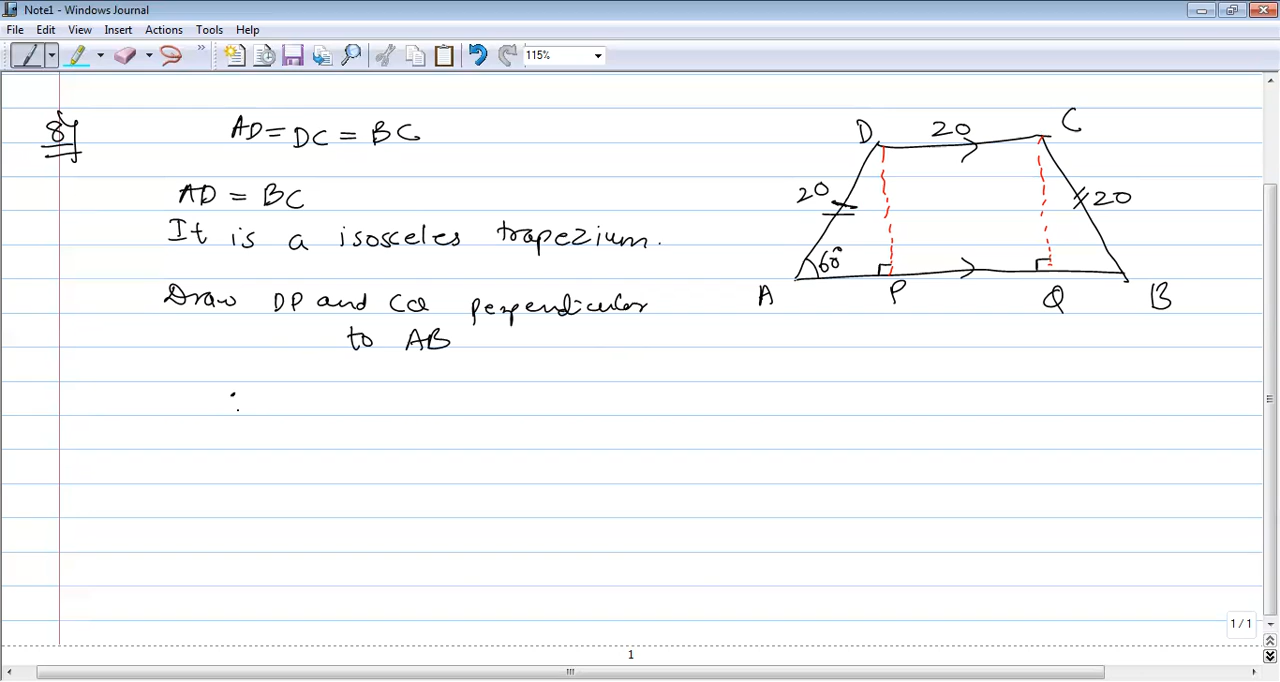 Note1 - Windows Journal
File Edit View Insert Actions Tools Help
115%
8)
AD = DC = BC
AD = BC
It is a isosceles trapezium.
Draw DP and CQ perpendicular
to AB
D 20 C
20 20
60°
A P Q B
1 / 1
1